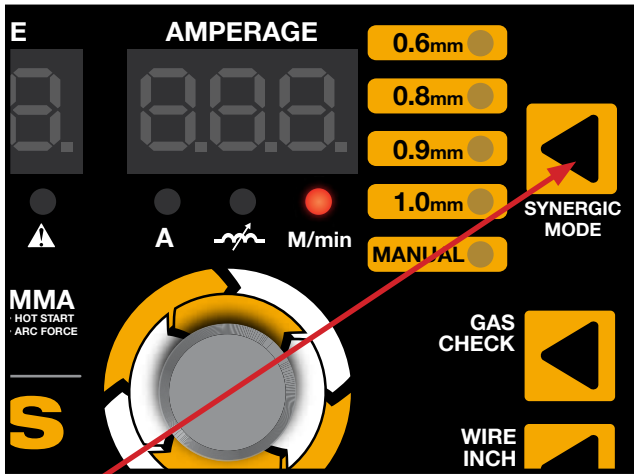 E
AMPERAGE
0.6mm
0.8mm
0.9mm
1.0mm
MANUAL
SYNERGIC
MODE
A
M/min
MMA
HOT START
ARC FORCE
S
GAS
CHECK
WIRE
INCH